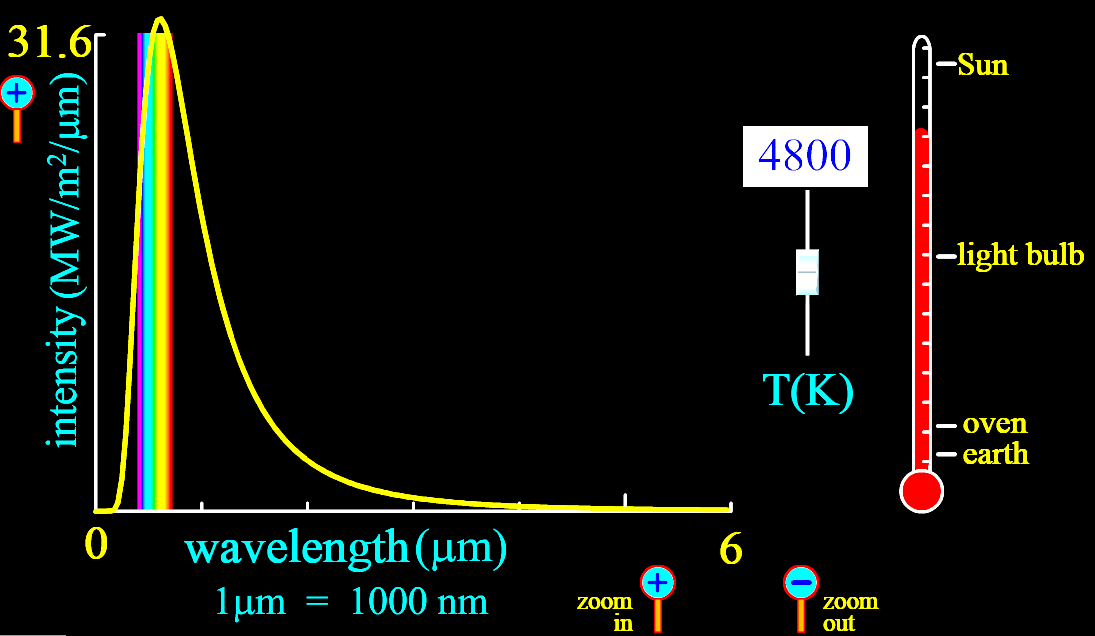 31.6
intensity (MW/m²/μm)
4800
T(K)
Sun
light bulb
oven
earth
0
6
wavelength(μm)
1μm = 1000 nm
zoom in
zoom out